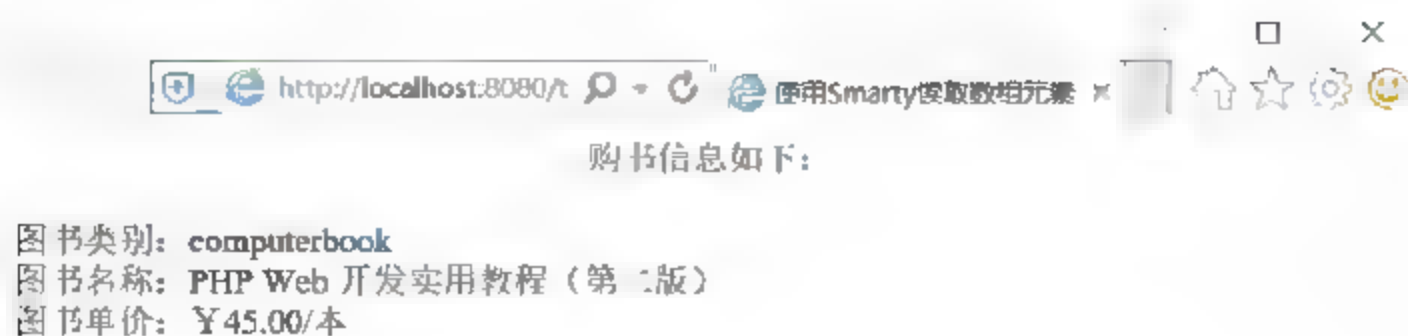 http://localhost:8080/t 使用Smarty读取数组元素
购书信息如下:
图书类别: computerbook
图书名称: PHP Web 开发实用教程（第二版）
图书单价: ￥45.00/本